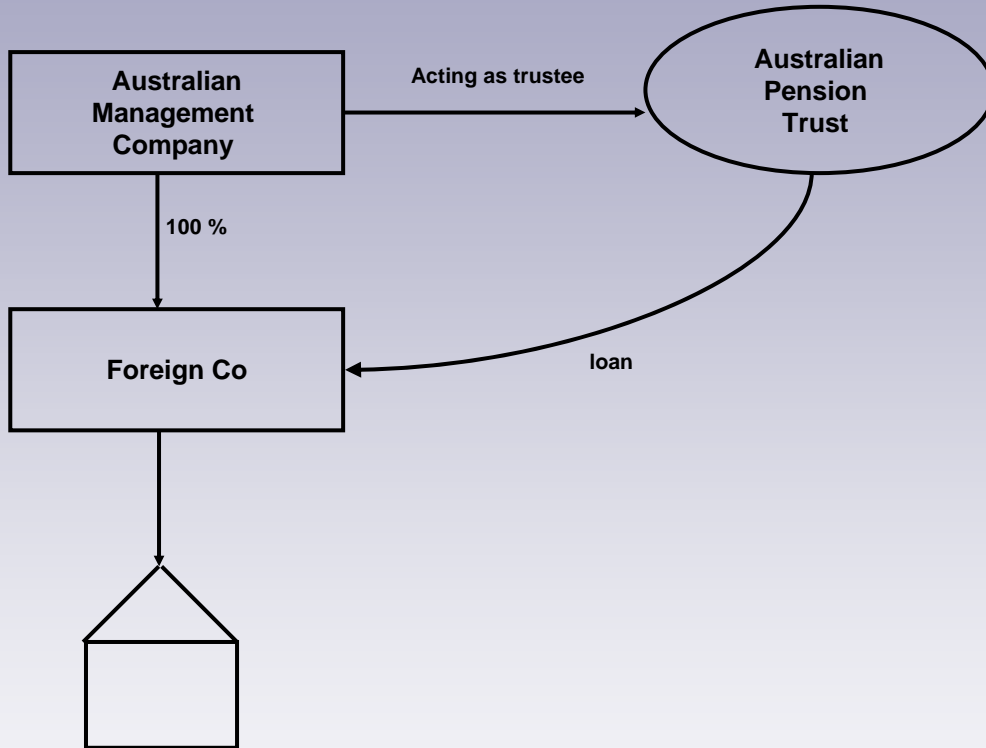 Australian
Management
Company
Acting as trustee
Australian
Pension
Trust
100 %
Foreign Co
loan